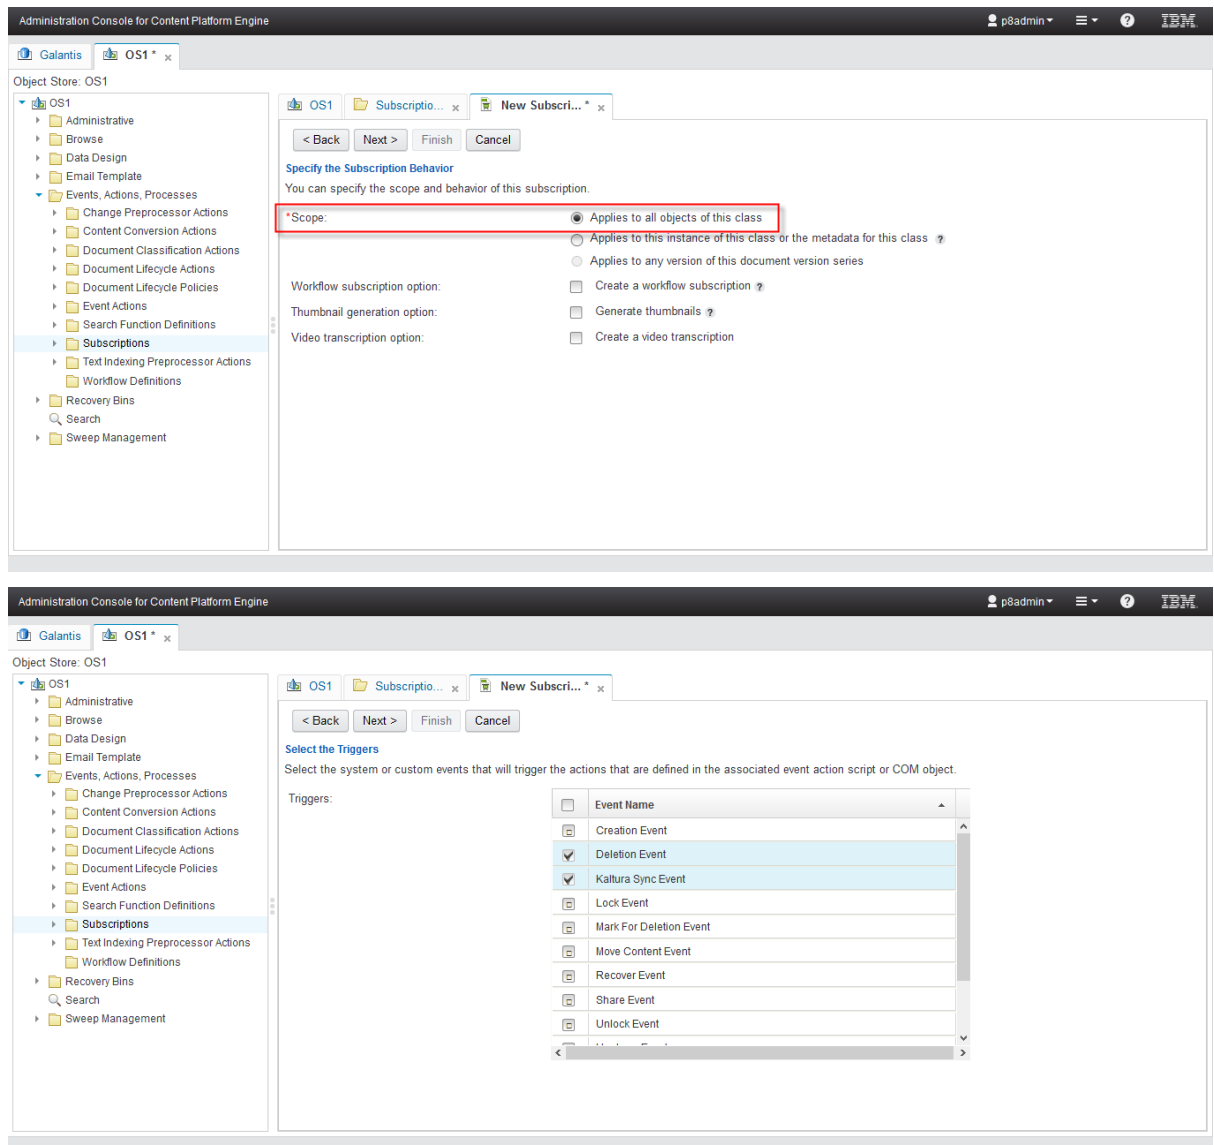 Administration Console for Content Platform Engine
p8admin
IBM.
Galantis
OS1 *
Object Store: OS1
OS1
Administrative
Browse
Data Design
Email Template
Events, Actions, Processes
Change Preprocessor Actions
Content Conversion Actions
Document Classification Actions
Document Lifecycle Actions
Document Lifecycle Policies
Event Actions
Search Function Definitions
Subscriptions
Text Indexing Preprocessor Actions
Workflow Definitions
Recovery Bins
Search
Sweep Management
OS1
Subscriptio...
New Subscri... *
< Back
Next >
Finish
Cancel
Specify the Subscription Behavior
You can specify the scope and behavior of this subscription.
*Scope:
Applies to all objects of this class
Applies to this instance of this class or the metadata for this class ?
Applies to any version of this document version series
Workflow subscription option:
Create a workflow subscription ?
Thumbnail generation option:
Generate thumbnails ?
Video transcription option:
Create a video transcription
Administration Console for Content Platform Engine
p8admin
IBM.
Galantis
OS1 *
Object Store: OS1
OS1
Administrative
Browse
Data Design
Email Template
Events, Actions, Processes
Change Preprocessor Actions
Content Conversion Actions
Document Classification Actions
Document Lifecycle Actions
Document Lifecycle Policies
Event Actions
Search Function Definitions
Subscriptions
Text Indexing Preprocessor Actions
Workflow Definitions
Recovery Bins
Search
Sweep Management
OS1
Subscriptio...
New Subscri... *
< Back
Next >
Finish
Cancel
Select the Triggers
Select the system or custom events that will trigger the actions that are defined in the associated event action script or COM object.
Triggers:
Event Name
Creation Event
Deletion Event
Kaltura Sync Event
Lock Event
Mark For Deletion Event
Move Content Event
Recover Event
Share Event
Unlock Event